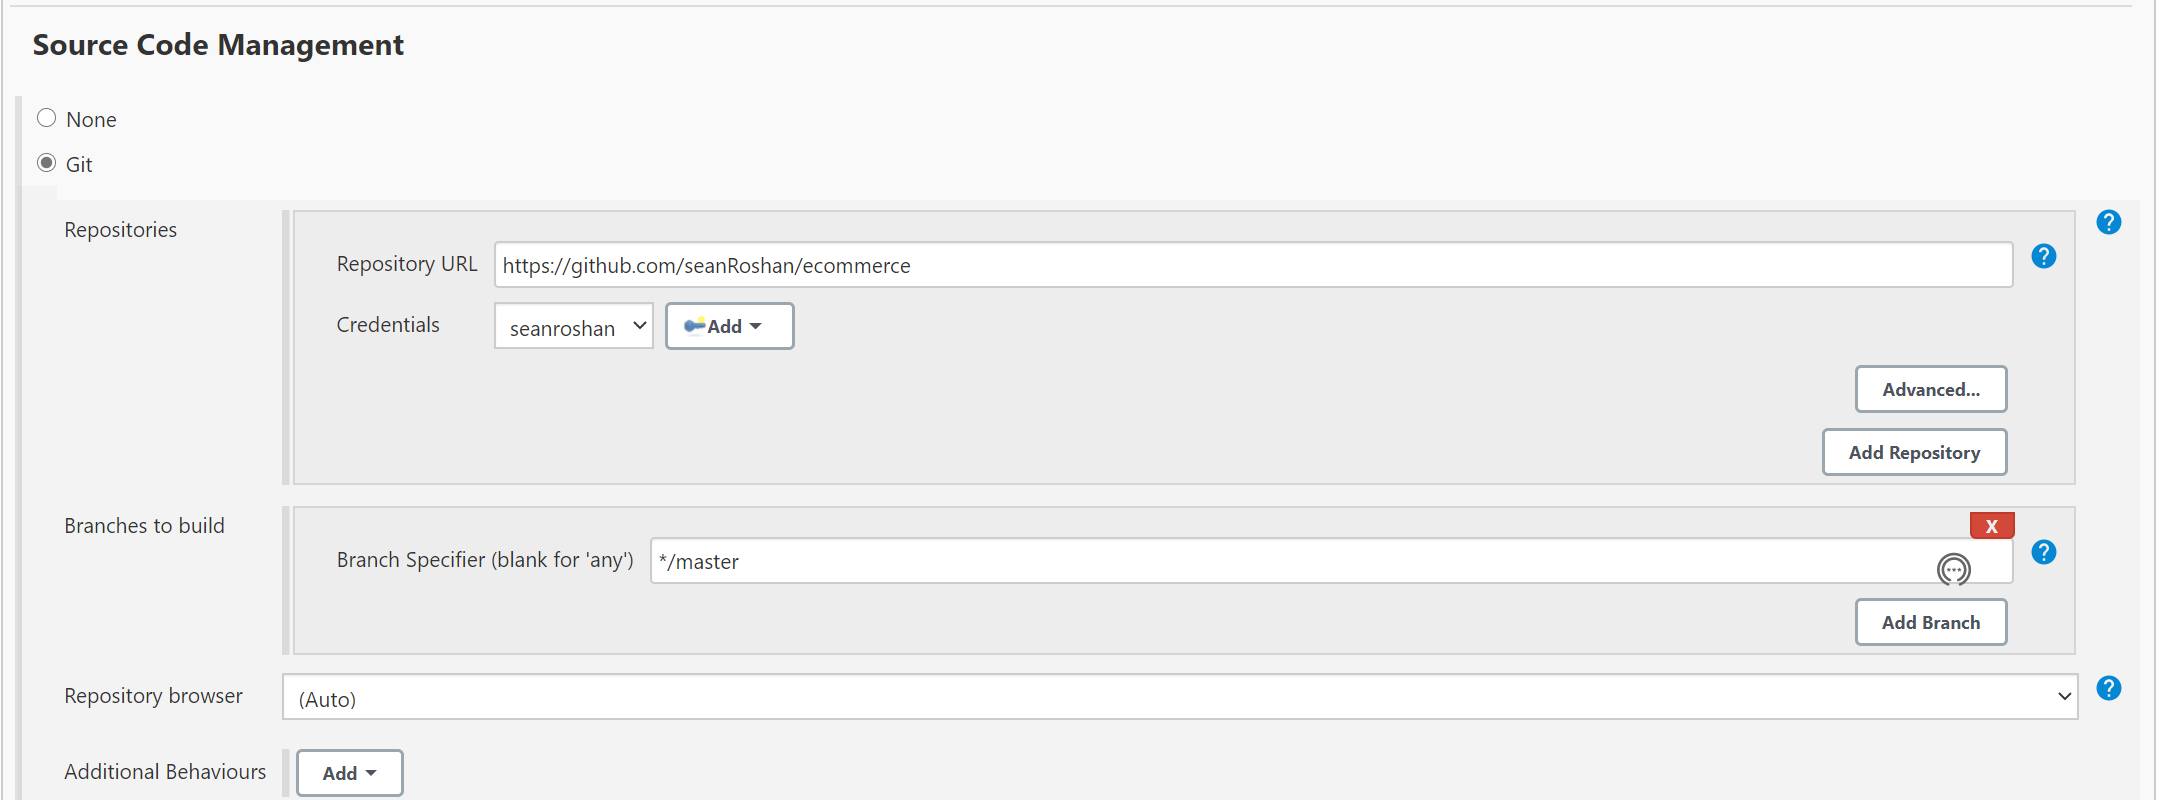 Source Code Management
None
Git
Repositories
?
Repository URL https://github.com/seanRoshan/ecommerce ?
Credentials seanroshan Add
Advanced...
Add Repository
Branches to build
X
Branch Specifier (blank for 'any') */master ?
Add Branch
Repository browser (Auto) ?
Additional Behaviours Add